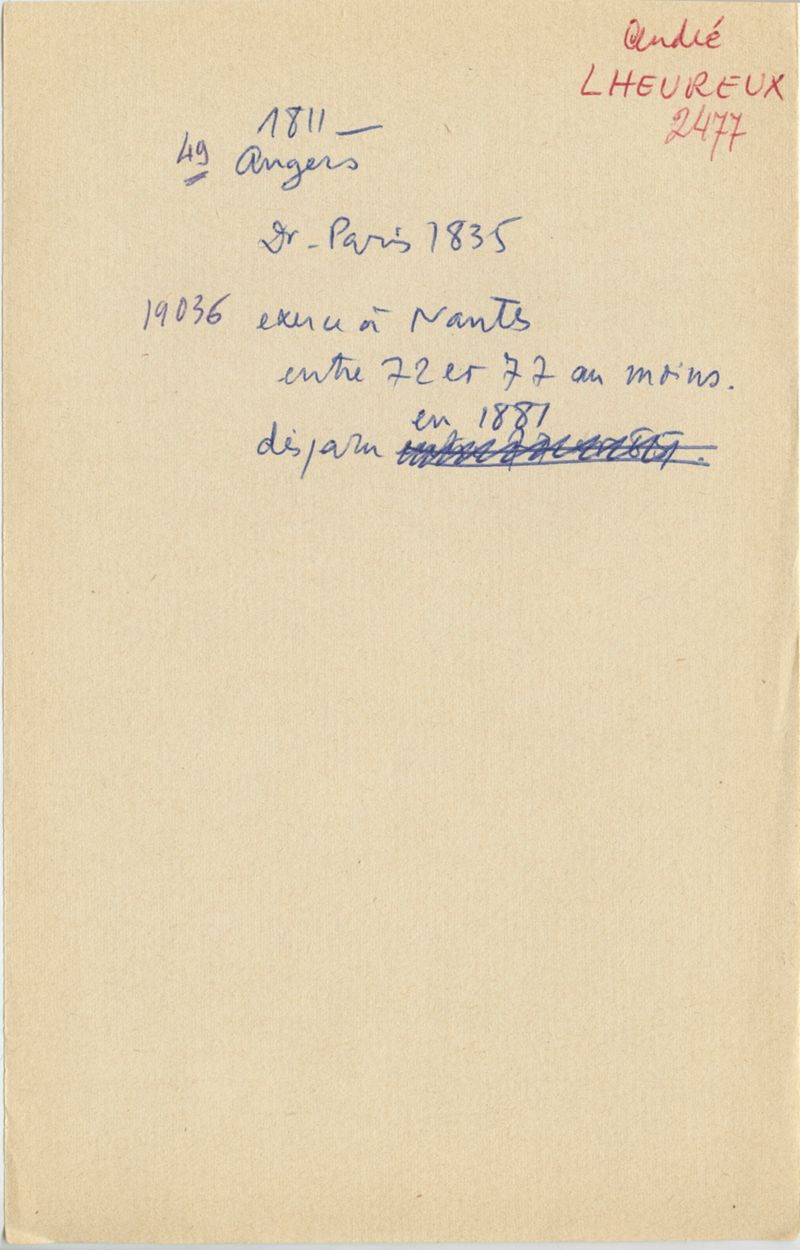 André
LHEUREUX
2477
1811 —
49 Angers
Dr - Paris 1835
19036 exerce à Nantes
entre 72 et 77 au moins.
en 1881
disparu